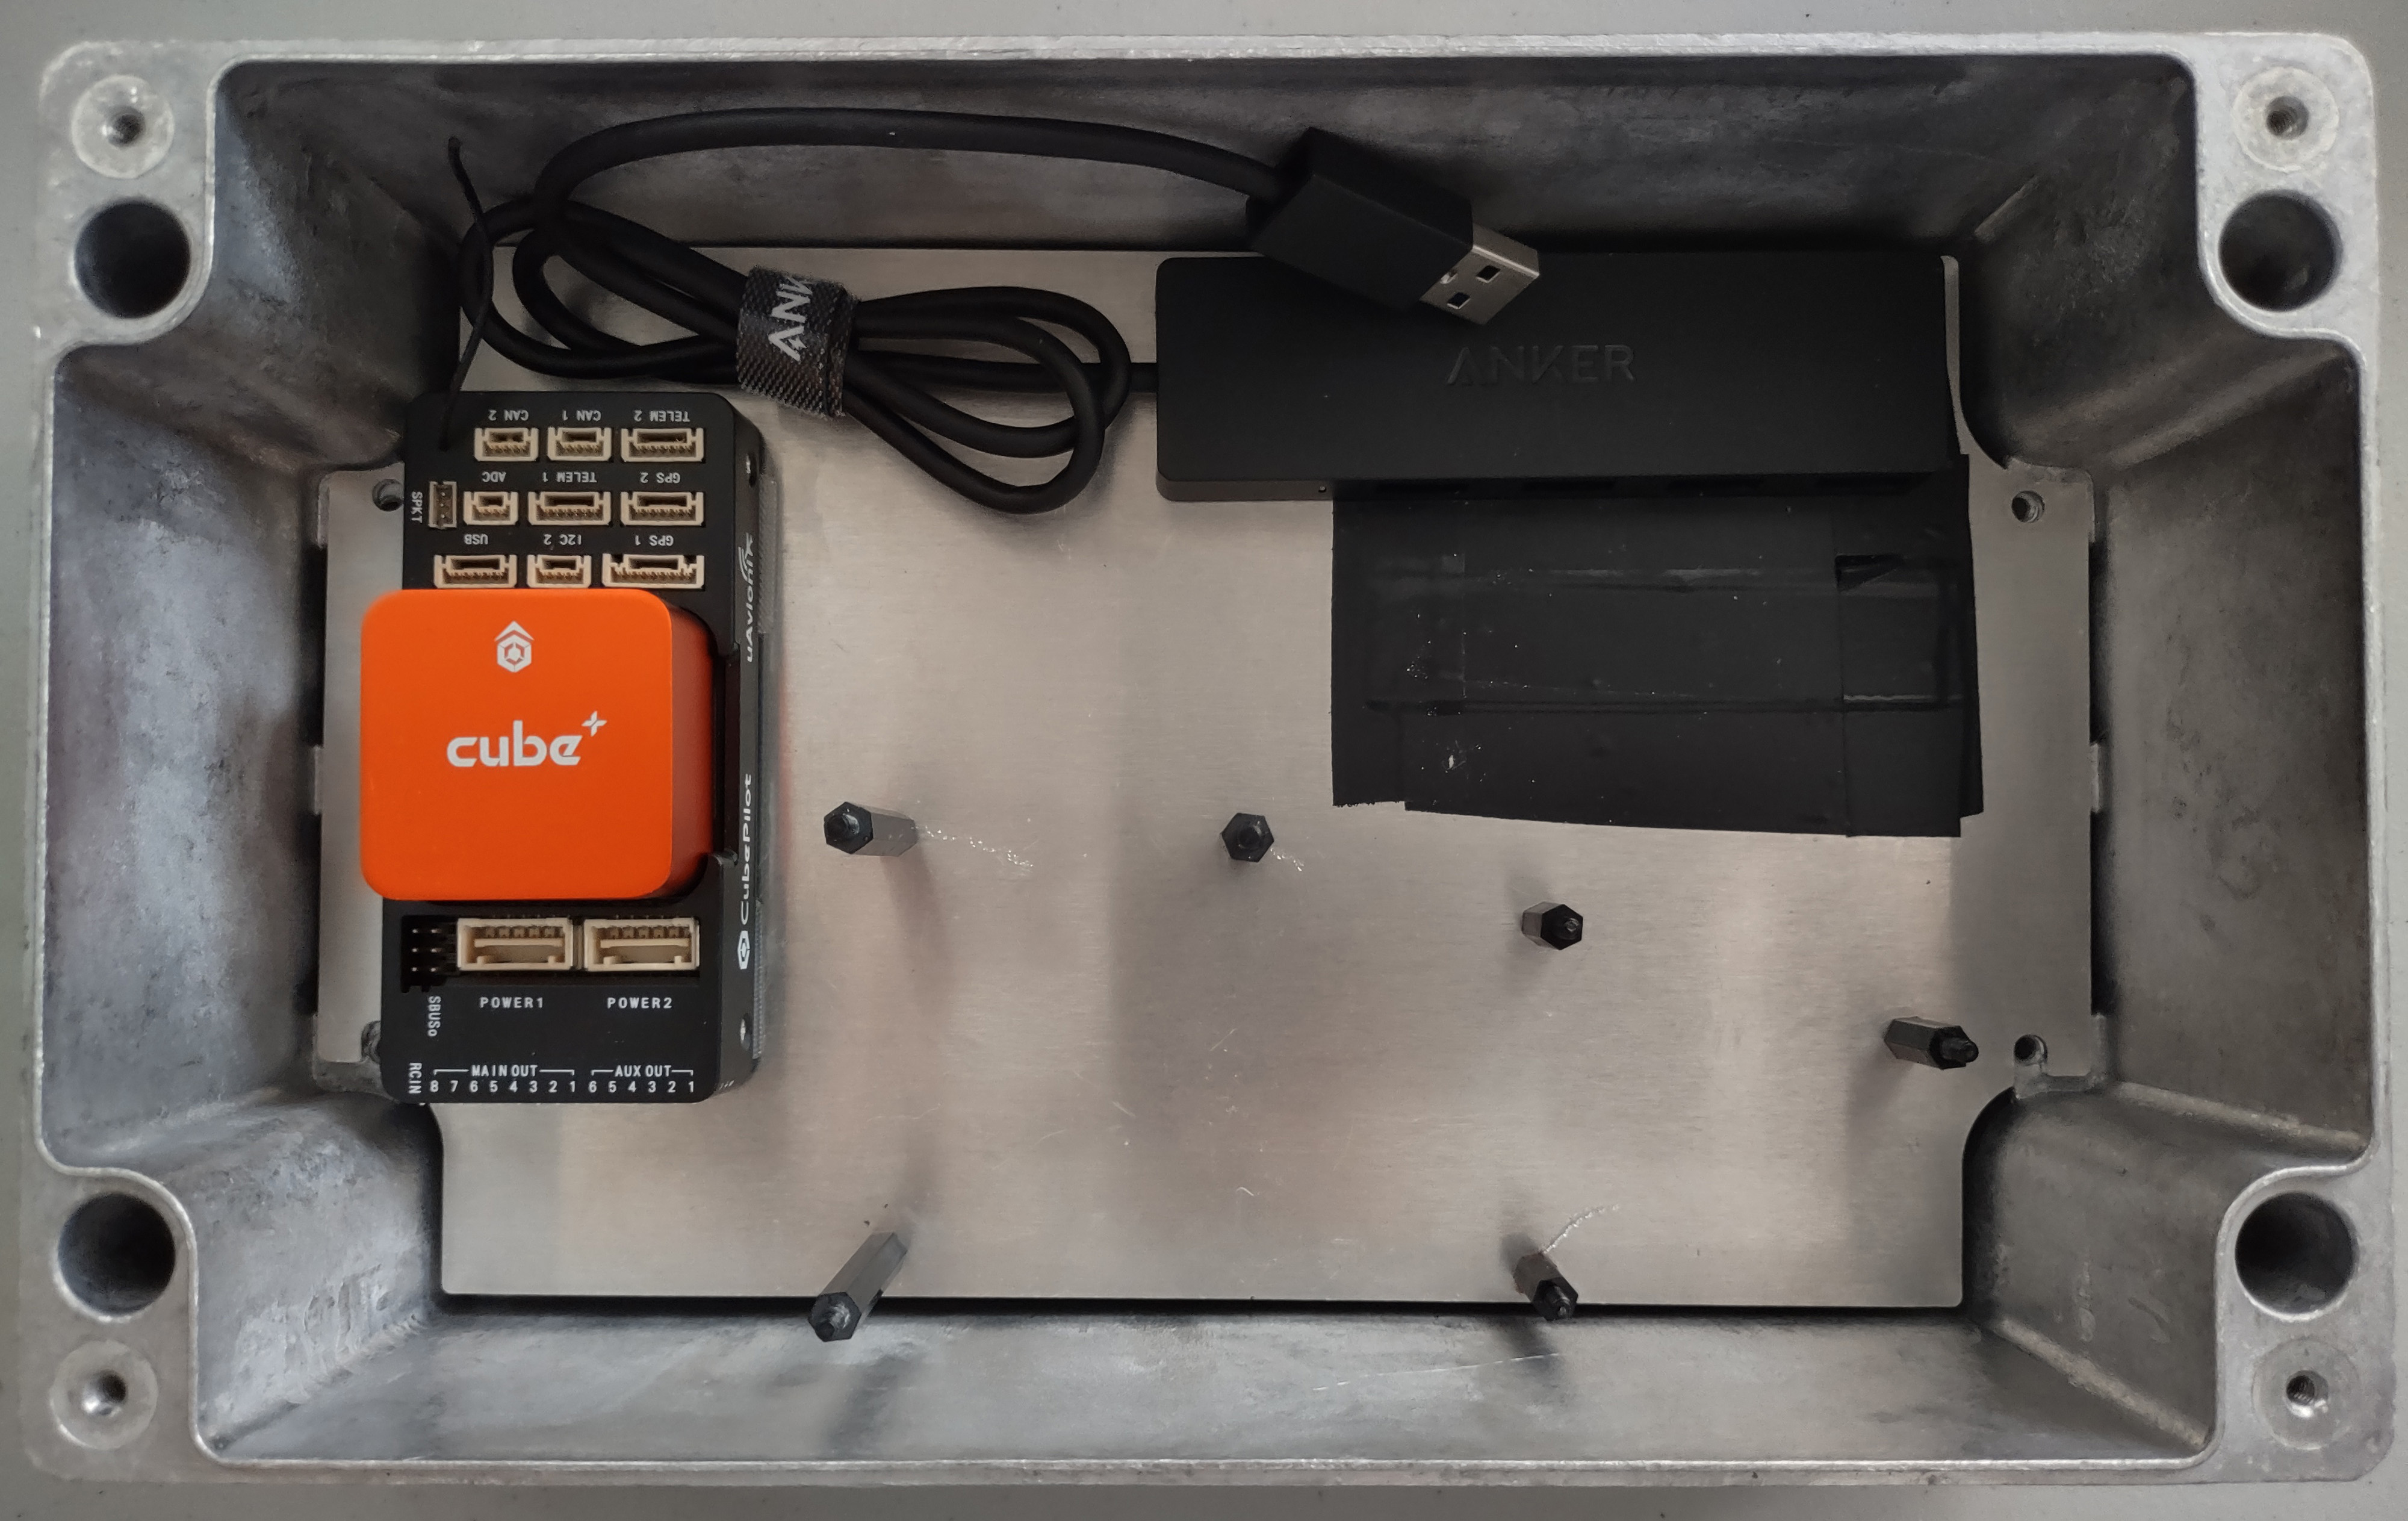 ANK
ANKER
CAN 2
CAN 1
TELEM 2
ADC
TELEM 1
GPS 2
SPKT
USB
I2C 2
GPS 1
uAvionix
cube
CubePilot
POWER1
POWER2
SBUSo
RCIN
MAIN OUT
AUX OUT
8 7 6 5 4 3 2 1
6 5 4 3 2 1